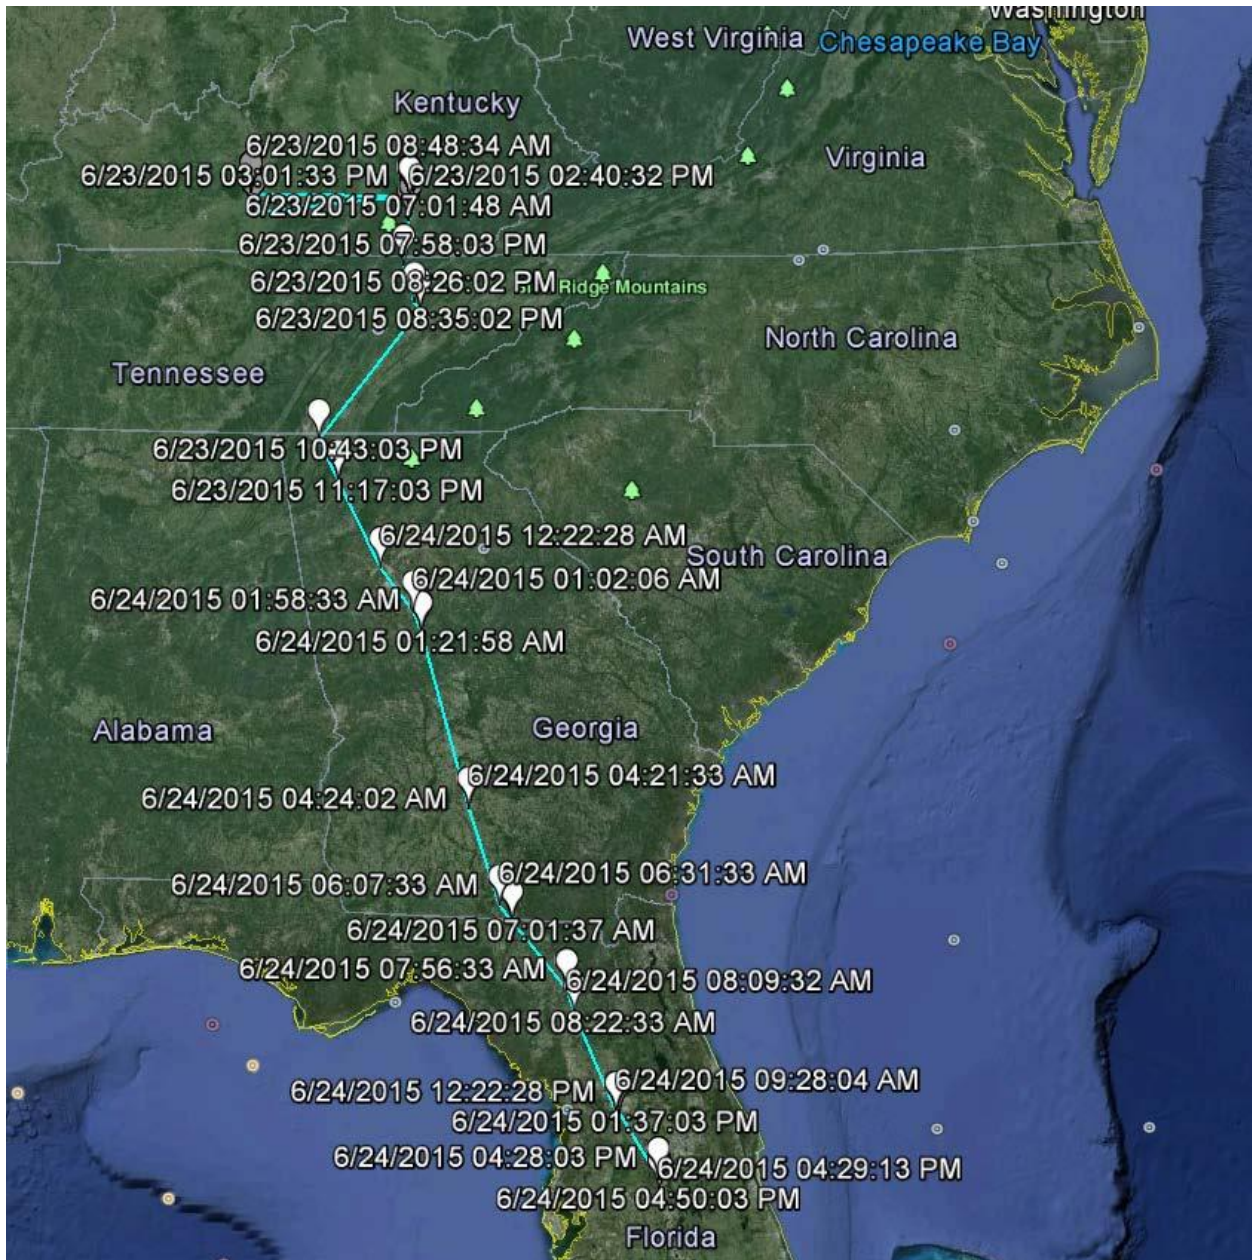 Washington
West Virginia
Chesapeake Bay
Kentucky
6/23/2015 08:48:34 AM
Virginia
6/23/2015 03:01:33 PM
6/23/2015 02:40:32 PM
6/23/2015 07:01:48 AM
6/23/2015 07:58:03 PM
6/23/2015 08:26:02 PM
Ridge Mountains
6/23/2015 08:35:02 PM
North Carolina
Tennessee
6/23/2015 10:43:03 PM
6/23/2015 11:17:03 PM
6/24/2015 12:22:28 AM
South Carolina
6/24/2015 01:02:06 AM
6/24/2015 01:58:33 AM
6/24/2015 01:21:58 AM
Alabama
Georgia
6/24/2015 04:21:33 AM
6/24/2015 04:24:02 AM
6/24/2015 06:31:33 AM
6/24/2015 06:07:33 AM
6/24/2015 07:01:37 AM
6/24/2015 07:56:33 AM
6/24/2015 08:09:32 AM
6/24/2015 08:22:33 AM
6/24/2015 09:28:04 AM
6/24/2015 12:22:28 PM
6/24/2015 01:37:03 PM
6/24/2015 04:28:03 PM
6/24/2015 04:29:13 PM
6/24/2015 04:50:03 PM
Florida